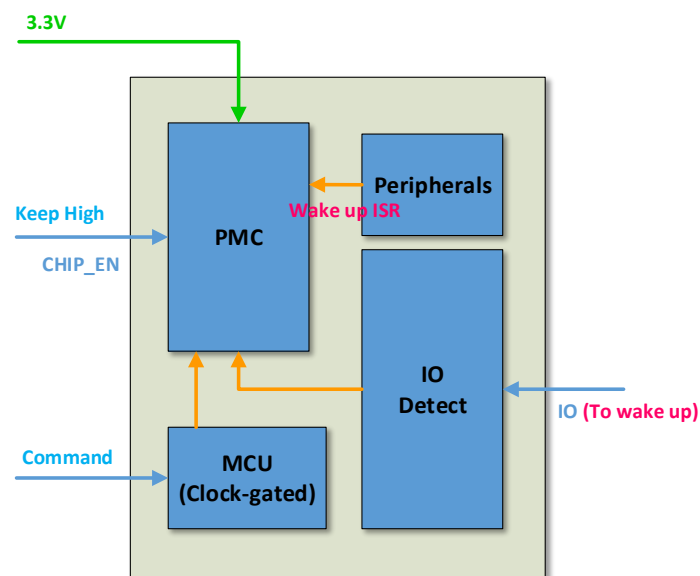 3.3V
Peripherals
Wake up ISR
Keep High
PMC
CHIP_EN
IO
Detect
IO (To wake up)
Command
MCU
(Clock-gated)